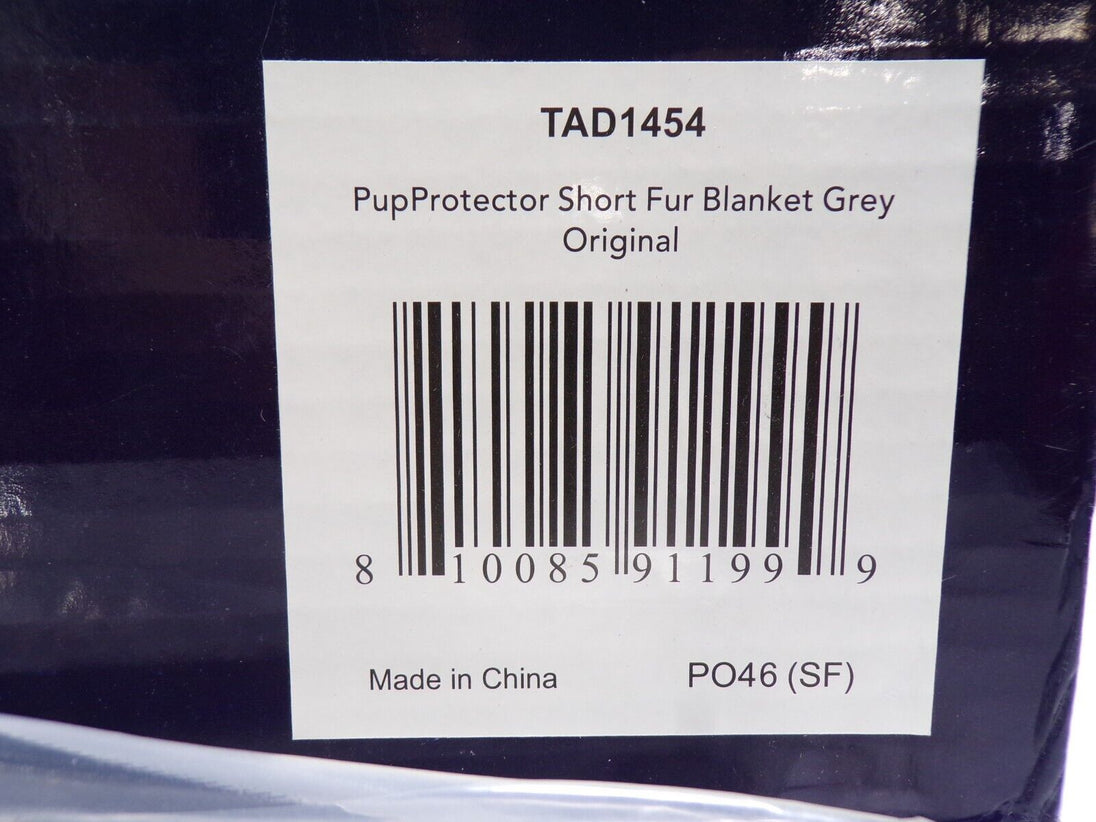 TAD1454
PupProtector Short Fur Blanket Grey
Original
8 10085 91199 9
Made in China
PO46 (SF)